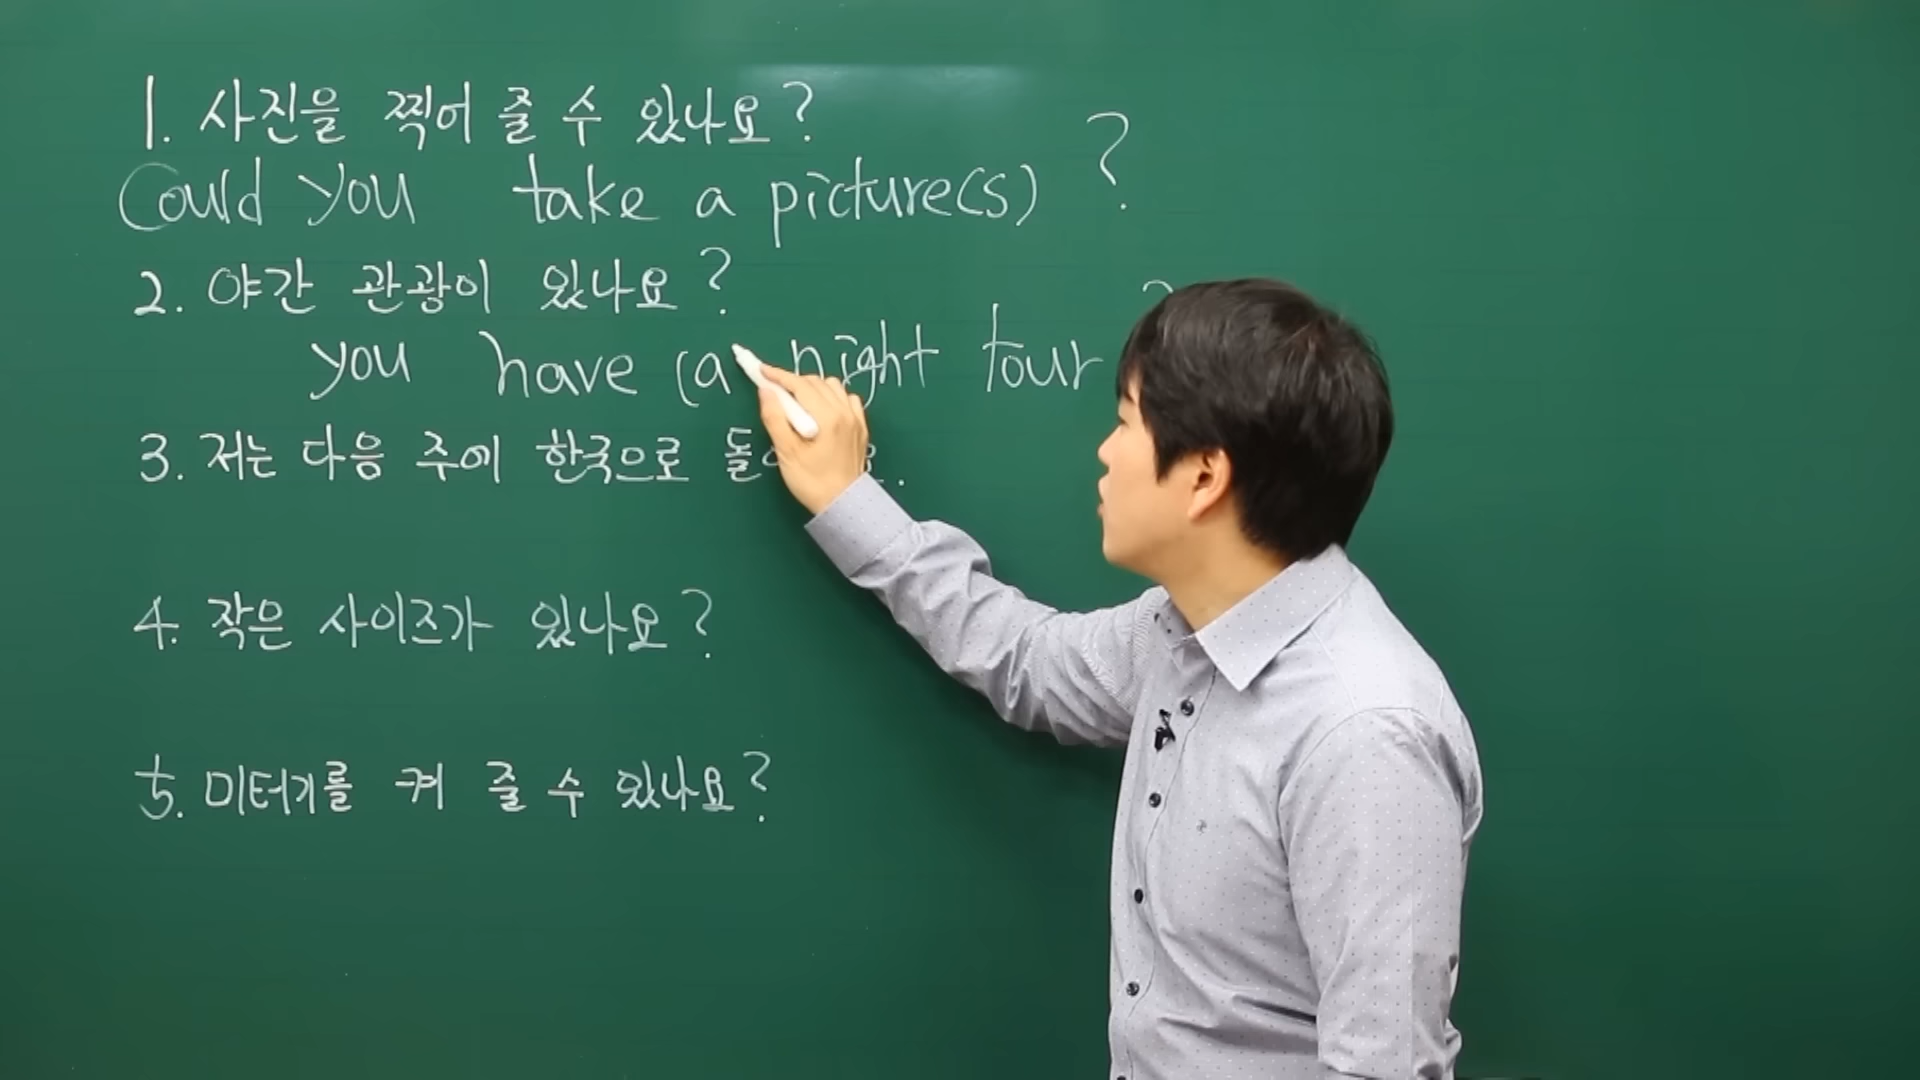 1. 사진을 찍어 줄 수 있나요?
Could you take a picture(s) ?
2. 야간 관광이 있나요?
you have (a night tour
3. 저는 다음 주에 한국으로
4. 작은 사이즈가 있나요?
5. 미터기를 켜 줄 수 있나요?